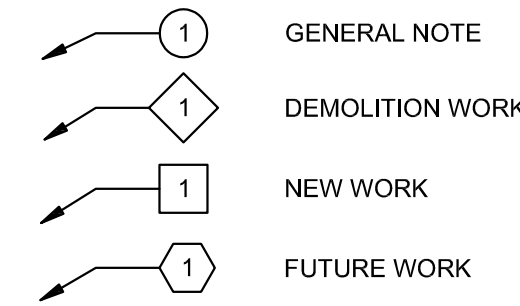 1 GENERAL NOTE
1 DEMOLITION WORK
1 NEW WORK
1 FUTURE WORK